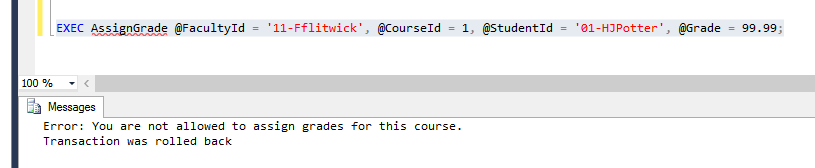 EXEC AssignGrade @FacultyId = '11-Fflitwick', @CourseId = 1, @StudentId = '01-HJPotter', @Grade = 99.99;
100 %
Messages
Error: You are not allowed to assign grades for this course.
Transaction was rolled back